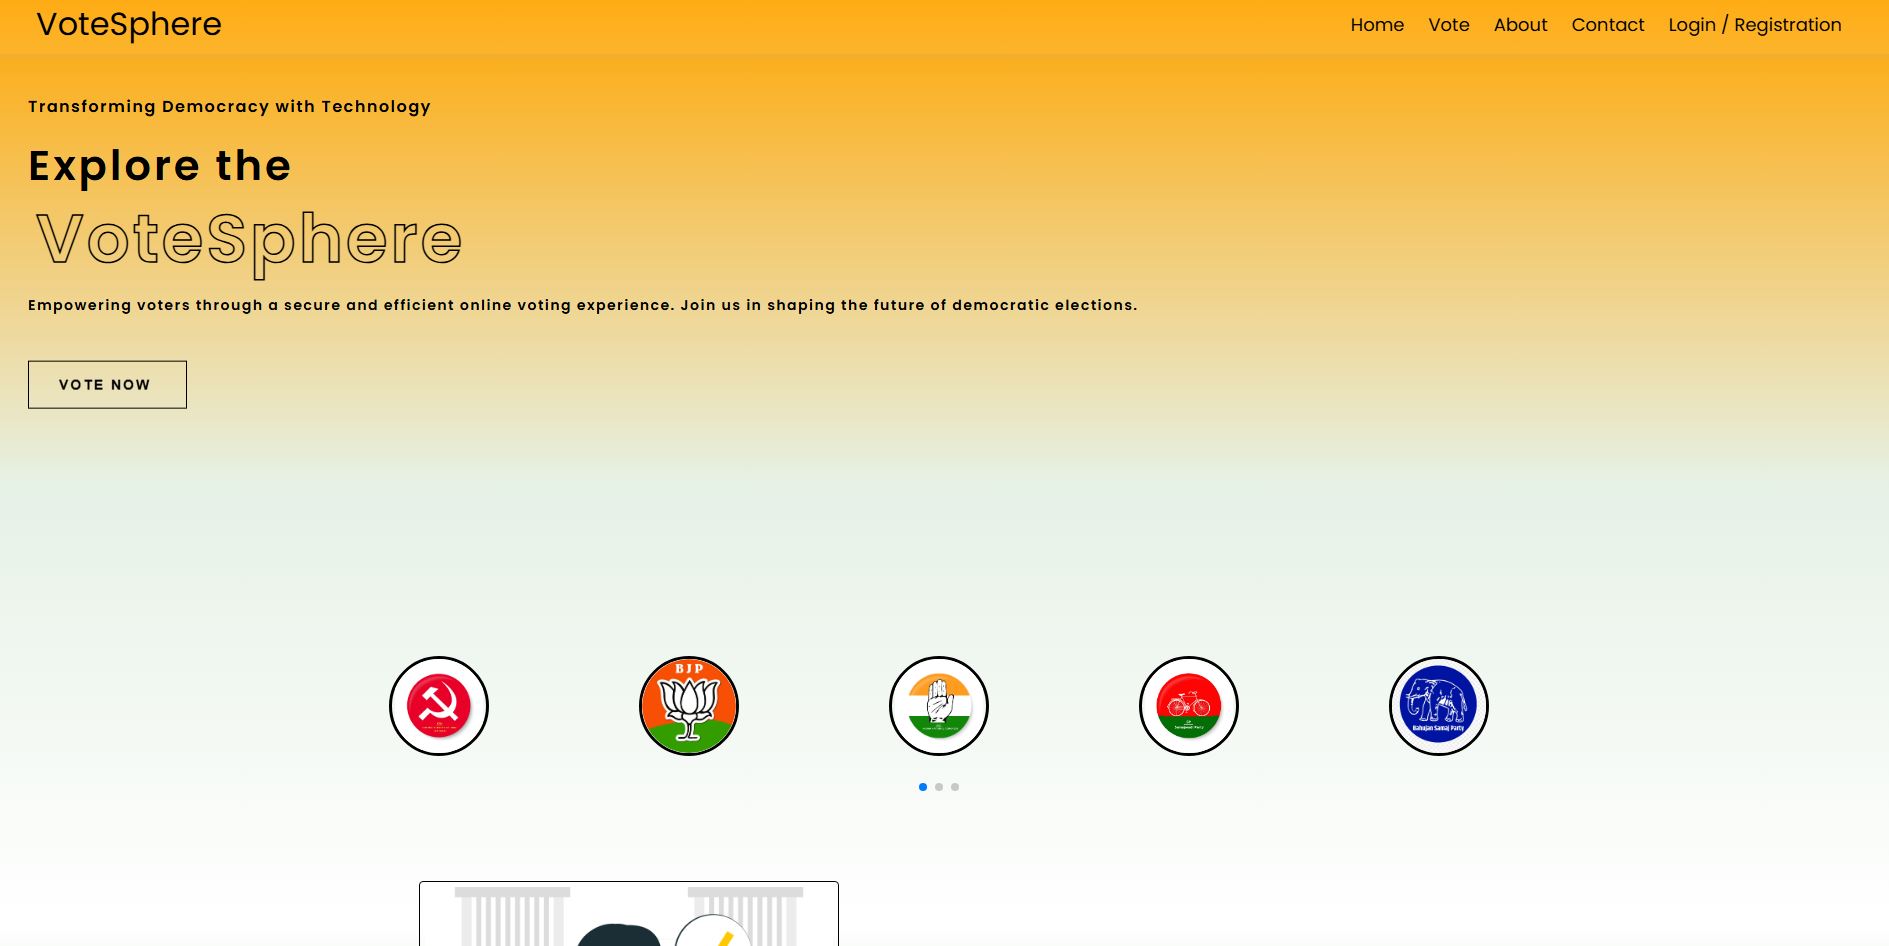 VoteSphere
Home Vote About Contact Login / Registration
Transforming Democracy with Technology
Explore the
VoteSphere
Empowering voters through a secure and efficient online voting experience. Join us in shaping the future of democratic elections.
VOTE NOW
BJP
Samajwadi Party
Bahujan Samaj Party